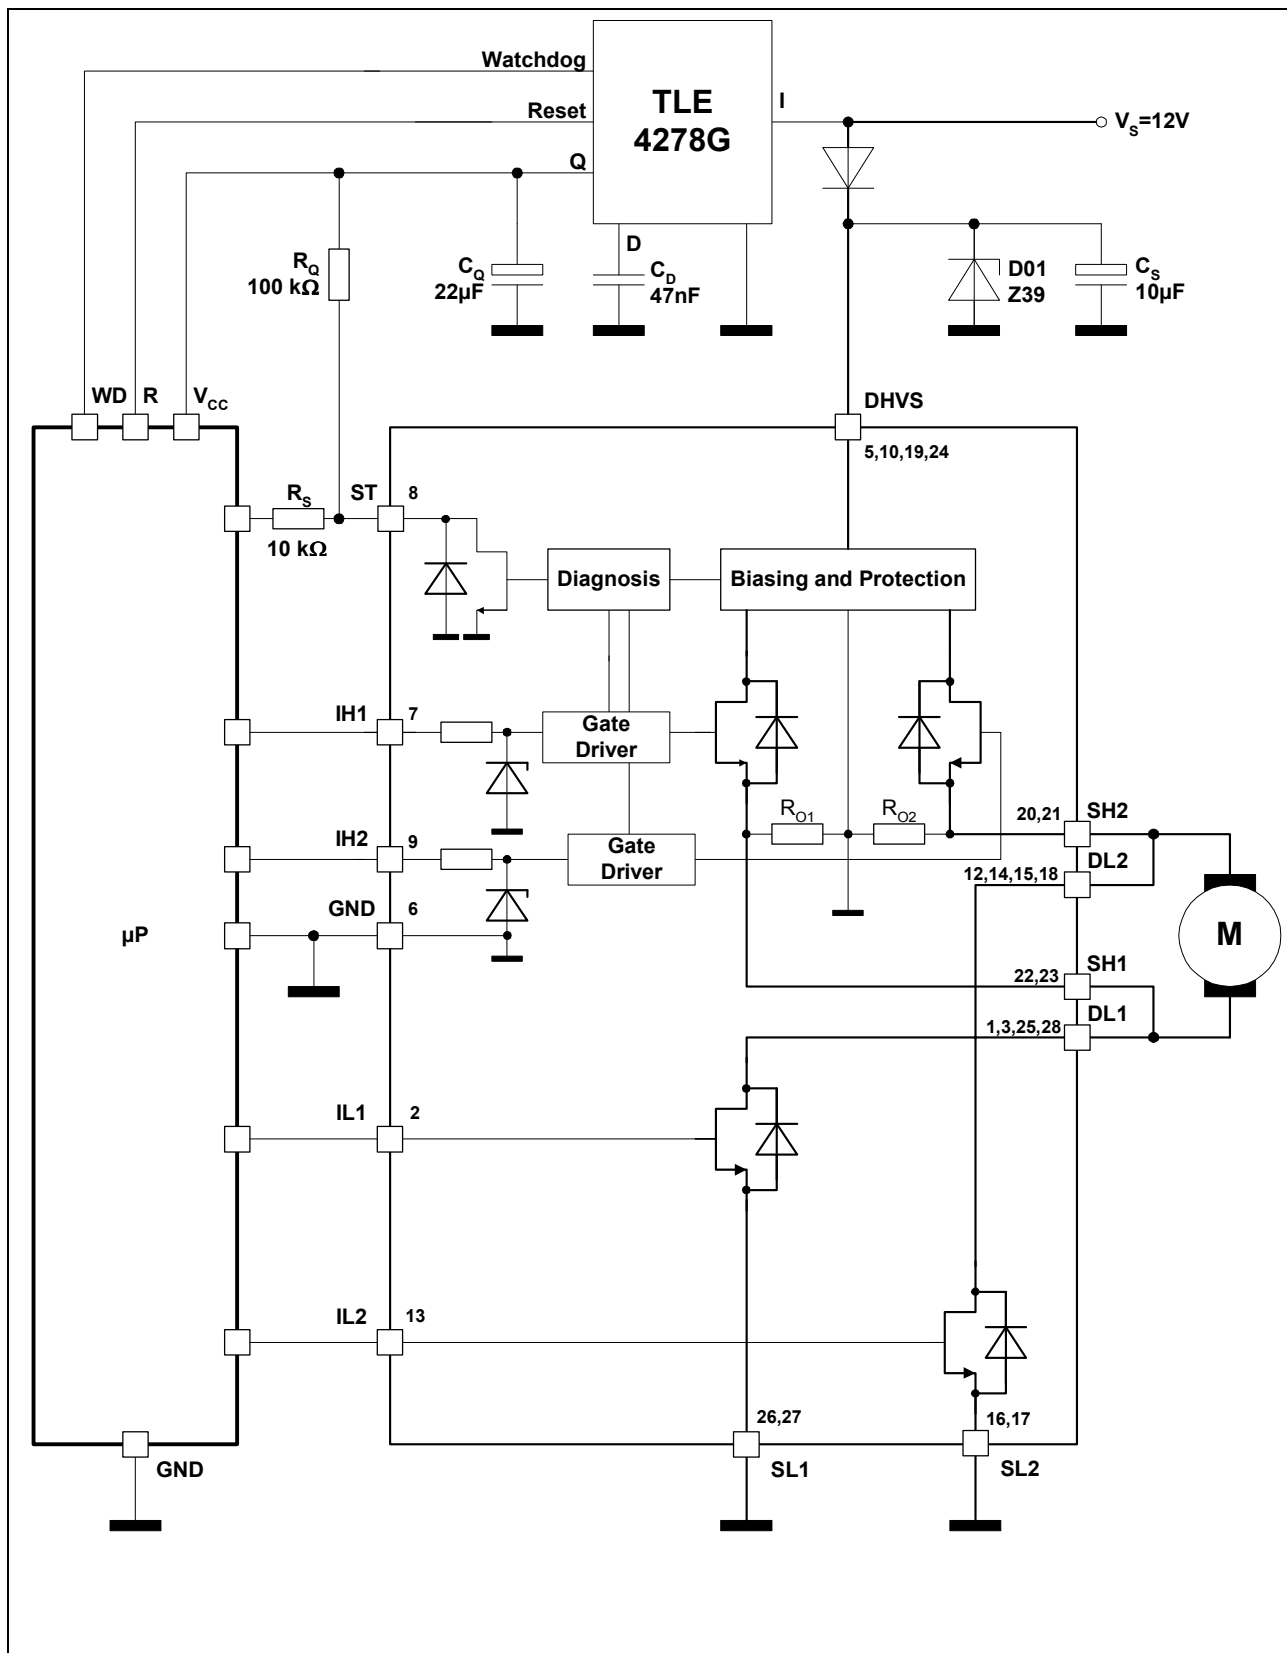 Watchdog
TLE
4278G
I
Reset
V_S=12V
Q
D
R_Q
100 kΩ
C_Q
22µF
C_D
47nF
D01
Z39
C_S
10µF
WD
R
V_CC
DHVS
5,10,19,24
R_S
10 kΩ
ST
8
Diagnosis
Biasing and Protection
IH1
7
Gate
Driver
R_O1
R_O2
20,21
SH2
IH2
9
Gate
Driver
12,14,15,18
DL2
GND
6
µP
M
22,23
SH1
1,3,25,28
DL1
IL1
2
IL2
13
26,27
16,17
GND
SL1
SL2